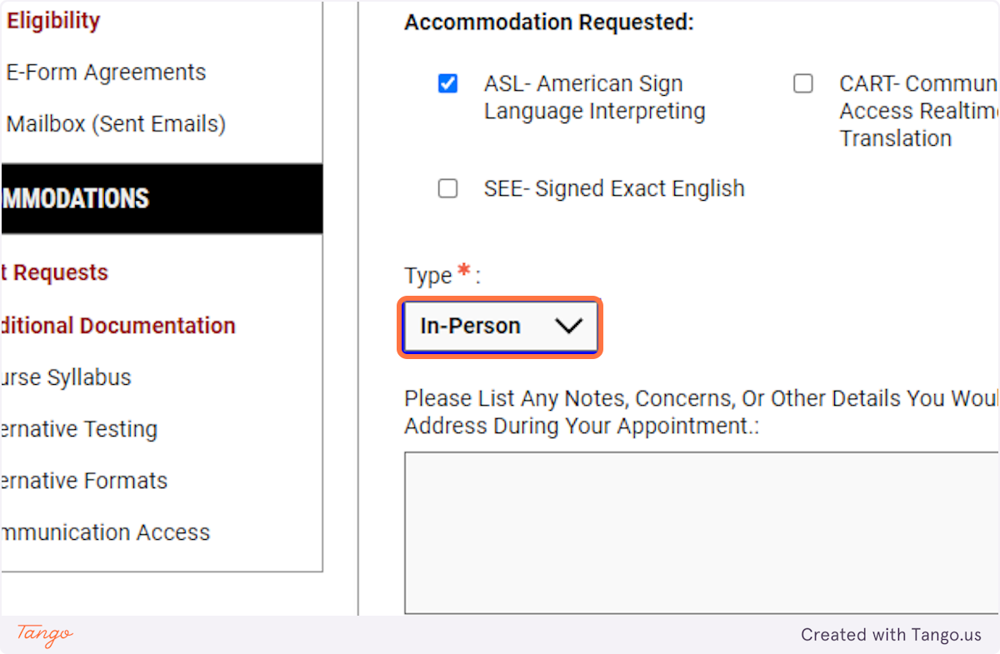 Eligibility
E-Form Agreements
Mailbox (Sent Emails)
MMODATIONS
t Requests
ditional Documentation
urse Syllabus
ernative Testing
ernative Formats
mmunication Access
Accommodation Requested:
ASL- American Sign
Language Interpreting
CART- Commun
Access Realtime
Translation
SEE- Signed Exact English
Type * :
In-Person
Please List Any Notes, Concerns, Or Other Details You Woul
Address During Your Appointment.:
Tango
Created with Tango.us